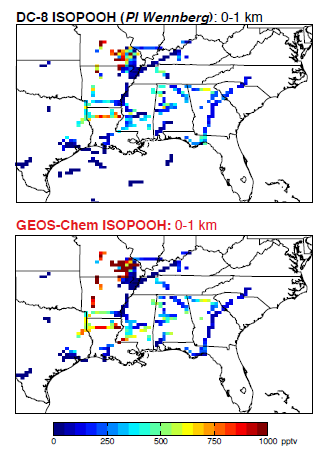 DC-8 ISOPOOH (PI Wennberg): 0-1 km
GEOS-Chem ISOPOOH: 0-1 km
0 250 500 750 1000 pptv